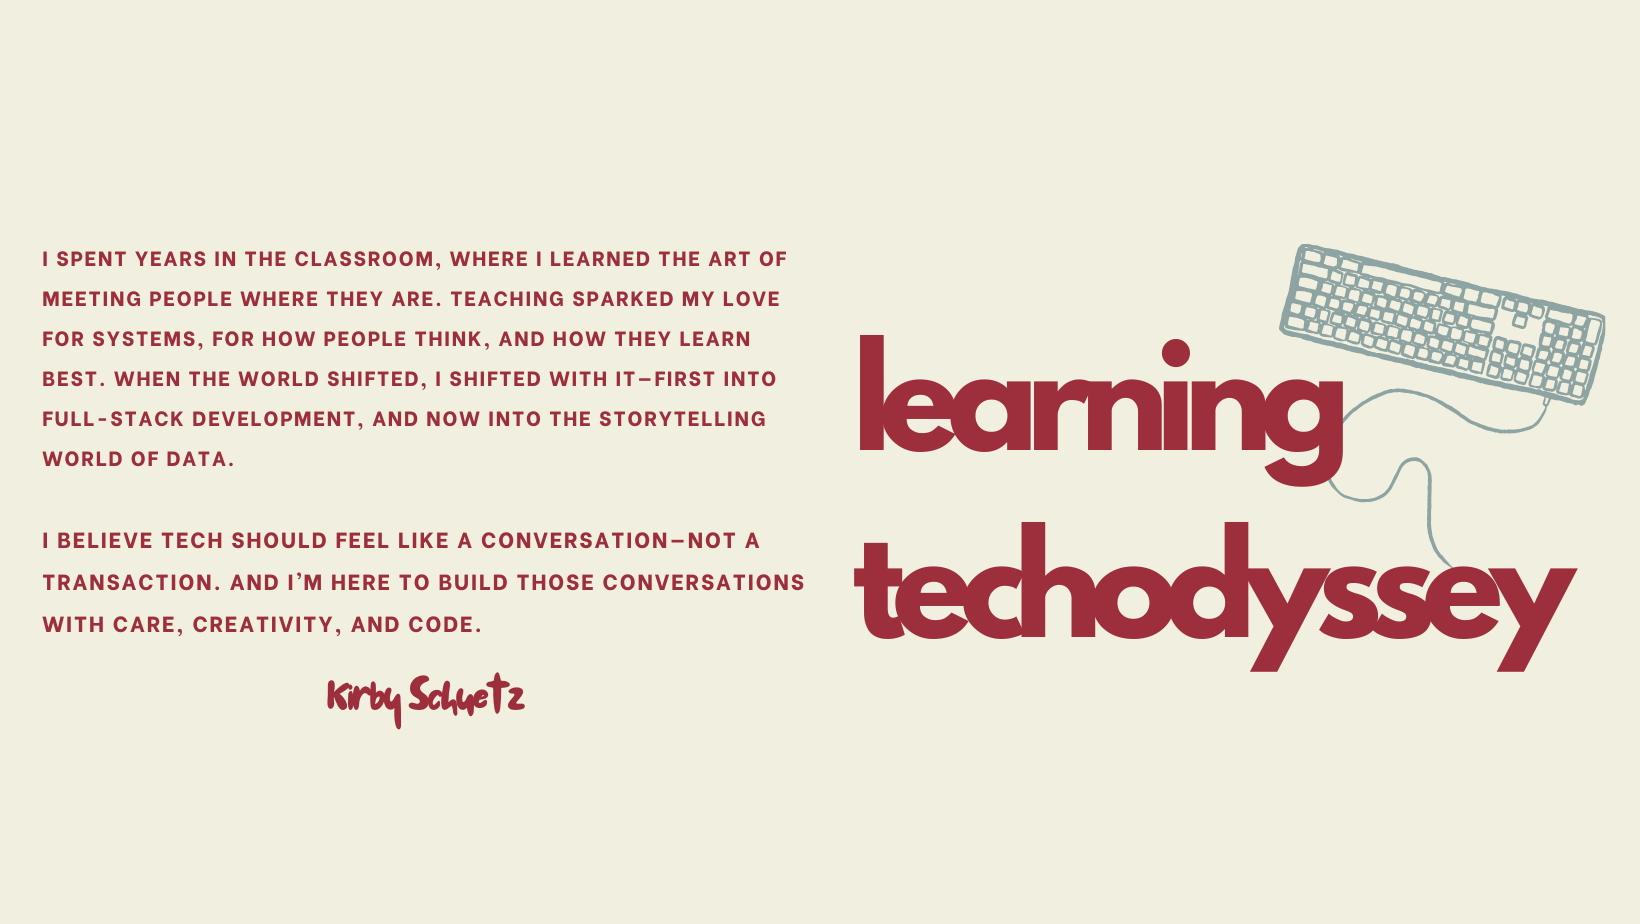 I SPENT YEARS IN THE CLASSROOM, WHERE I LEARNED THE ART OF
MEETING PEOPLE WHERE THEY ARE. TEACHING SPARKED MY LOVE
FOR SYSTEMS, FOR HOW PEOPLE THINK, AND HOW THEY LEARN
BEST. WHEN THE WORLD SHIFTED, I SHIFTED WITH IT—FIRST INTO
FULL-STACK DEVELOPMENT, AND NOW INTO THE STORYTELLING
WORLD OF DATA.
I BELIEVE TECH SHOULD FEEL LIKE A CONVERSATION—NOT A
TRANSACTION. AND I’M HERE TO BUILD THOSE CONVERSATIONS
WITH CARE, CREATIVITY, AND CODE.
Kirby Schuetz
learning
techodyssey